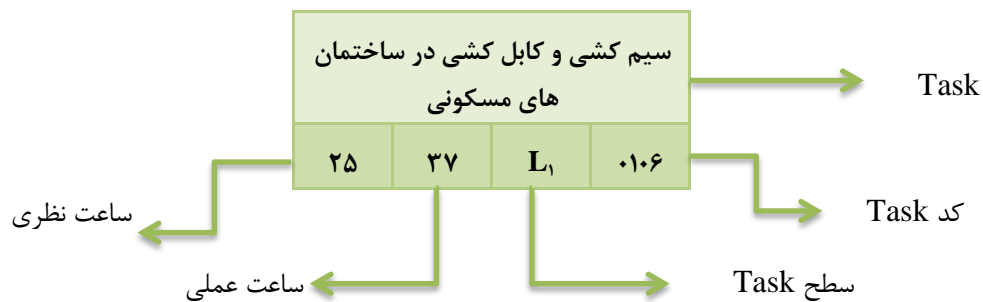 سیم کشی و کابل کشی در ساختمان
های مسکونی
Task
۰۱۰۶
L۱
۳۷
۲۵
کد Task
ساعت نظری
سطح Task
ساعت عملی